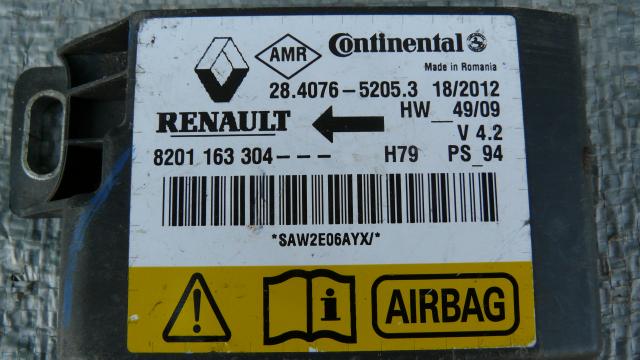 AMR
Continental
Made in Romania
28.4076-5205.3 18/2012
HW__49/09
RENAULT
V 4.2
8201 163 304--- H79 PS_94
*SAW2E06AYX/*
i
AIRBAG